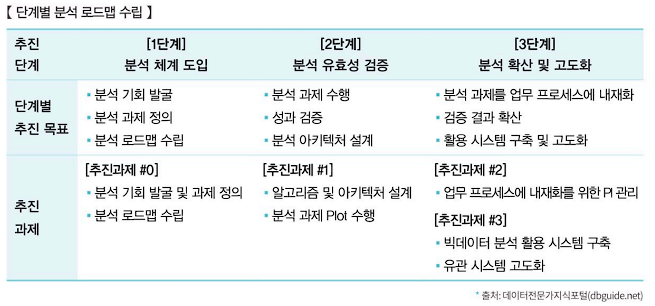 【 단계별 분석 로드맵 수립 】
추진 단계
[1단계]
분석 체계 도입
[2단계]
분석 유효성 검증
[3단계]
분석 확산 및 고도화
단계별
추진 목표
▪ 분석 기회 발굴
▪ 분석 과제 정의
▪ 분석 로드맵 수립
▪ 분석 과제 수행
▪ 성과 검증
▪ 분석 아키텍처 설계
▪ 분석 과제를 업무 프로세스에 내재화
▪ 검증 결과 확산
▪ 활용 시스템 구축 및 고도화
추진
과제
[추진과제 #0]
▪ 분석 기회 발굴 및 과제 정의
▪ 분석 로드맵 수립
[추진과제 #1]
▪ 알고리즘 및 아키텍처 설계
▪ 분석 과제 Plot 수행
[추진과제 #2]
▪ 업무 프로세스에 내재화를 위한 PI 관리
[추진과제 #3]
▪ 빅데이터 분석 활용 시스템 구축
▪ 유관 시스템 고도화
* 출처: 데이터전문가지식포털(dbguide.net)